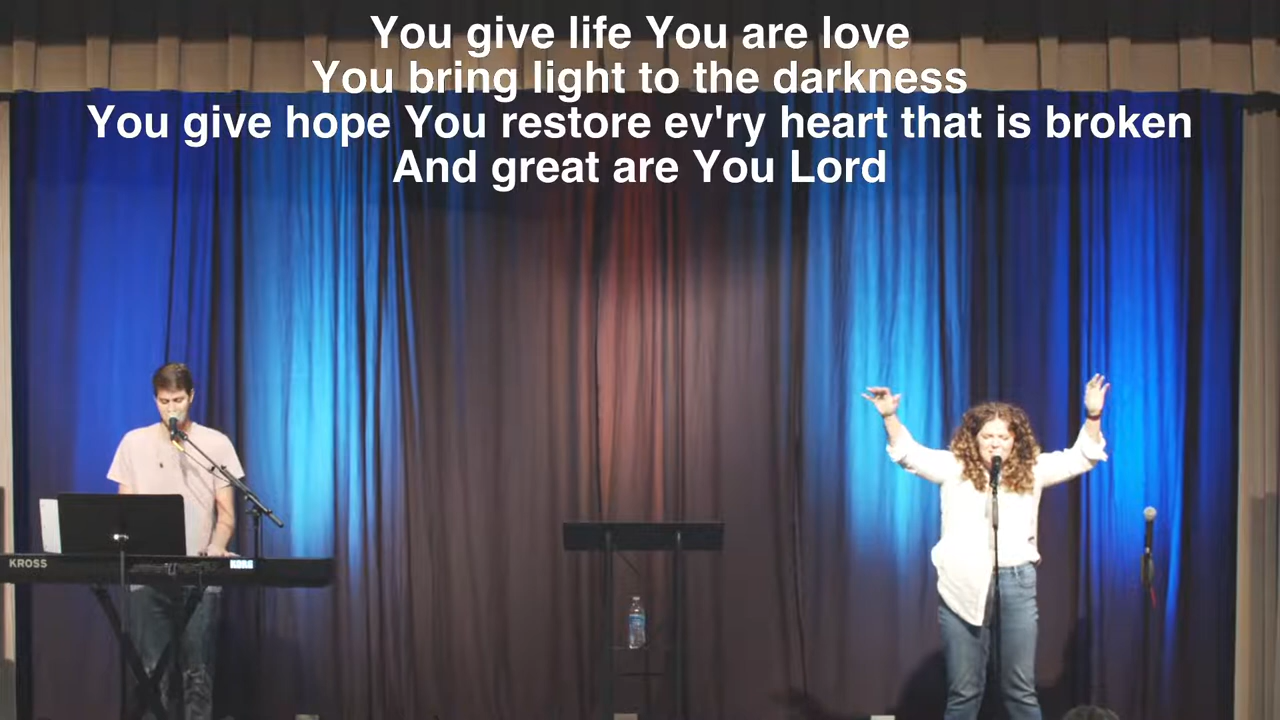 You give life You are love
You bring light to the darkness
You give hope You restore ev'ry heart that is broken
And great are You Lord
KROSS
KORG